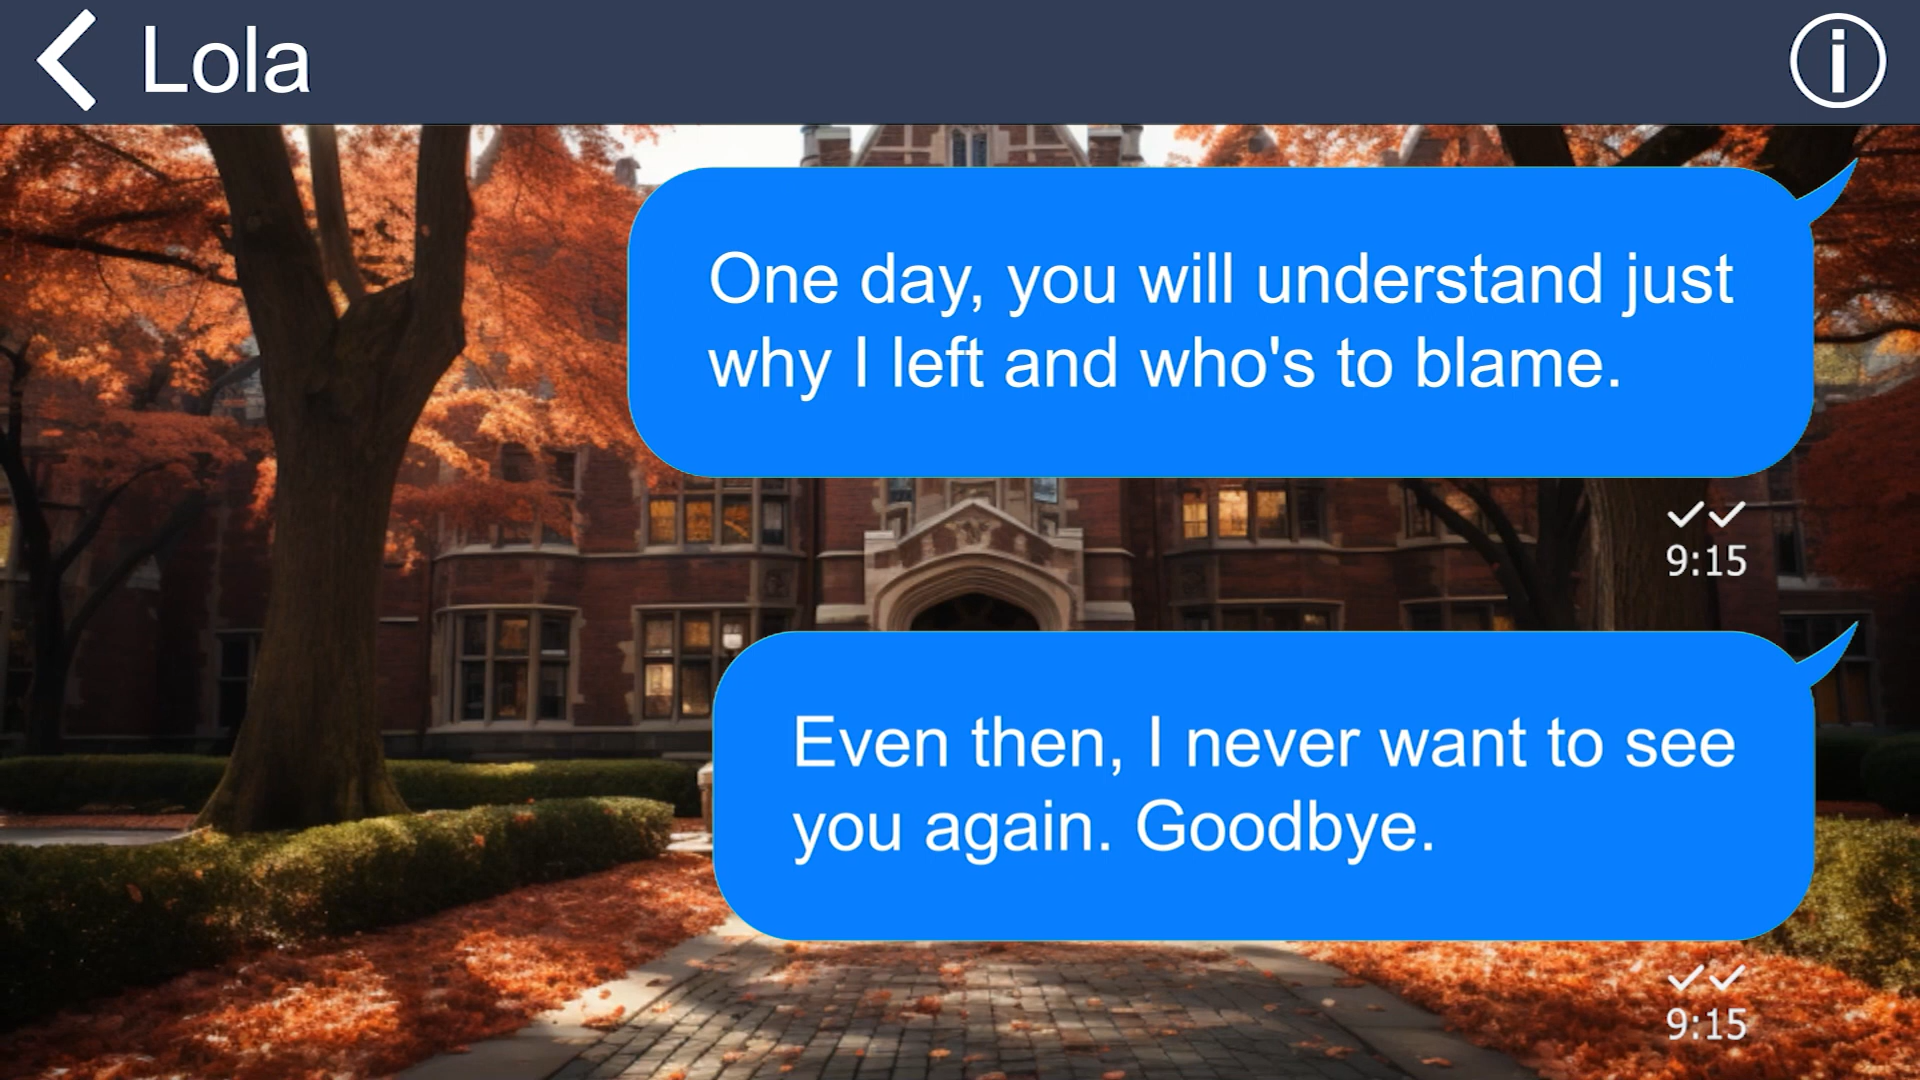 Lola
One day, you will understand just
why I left and who's to blame.
9:15
Even then, I never want to see
you again. Goodbye.
9:15